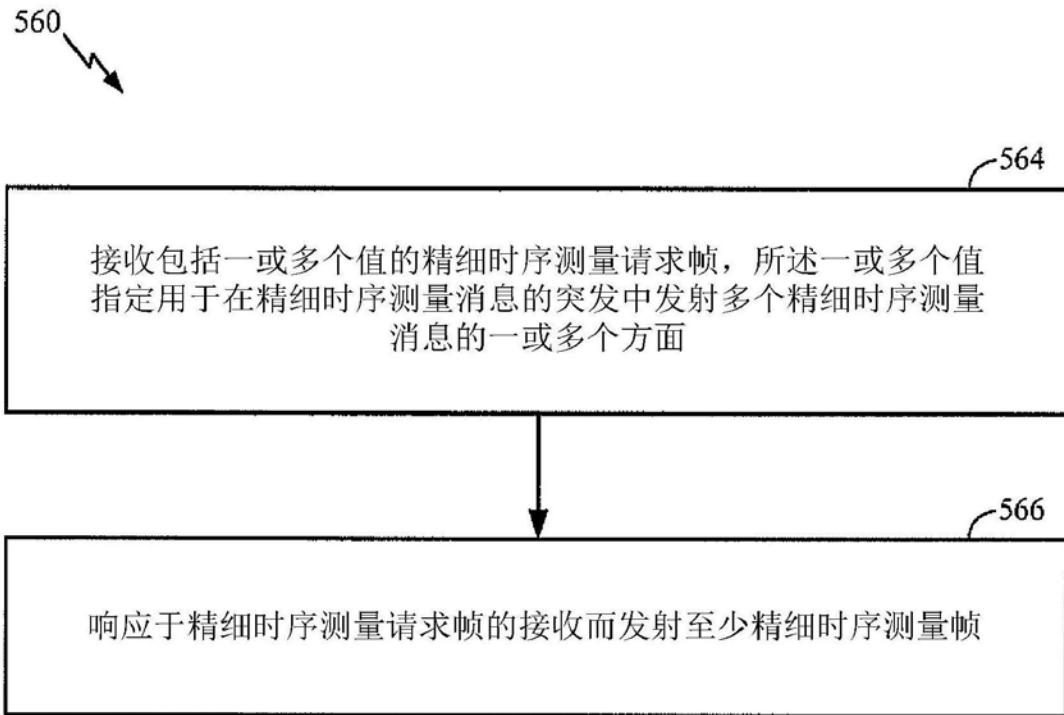 560
564
接收包括一或多个值的精细时序测量请求帧，所述一或多个值
指定用于在精细时序测量消息的突发中发射多个精细时序测量
消息的一或多个方面
566
响应于精细时序测量请求帧的接收而发射至少精细时序测量帧